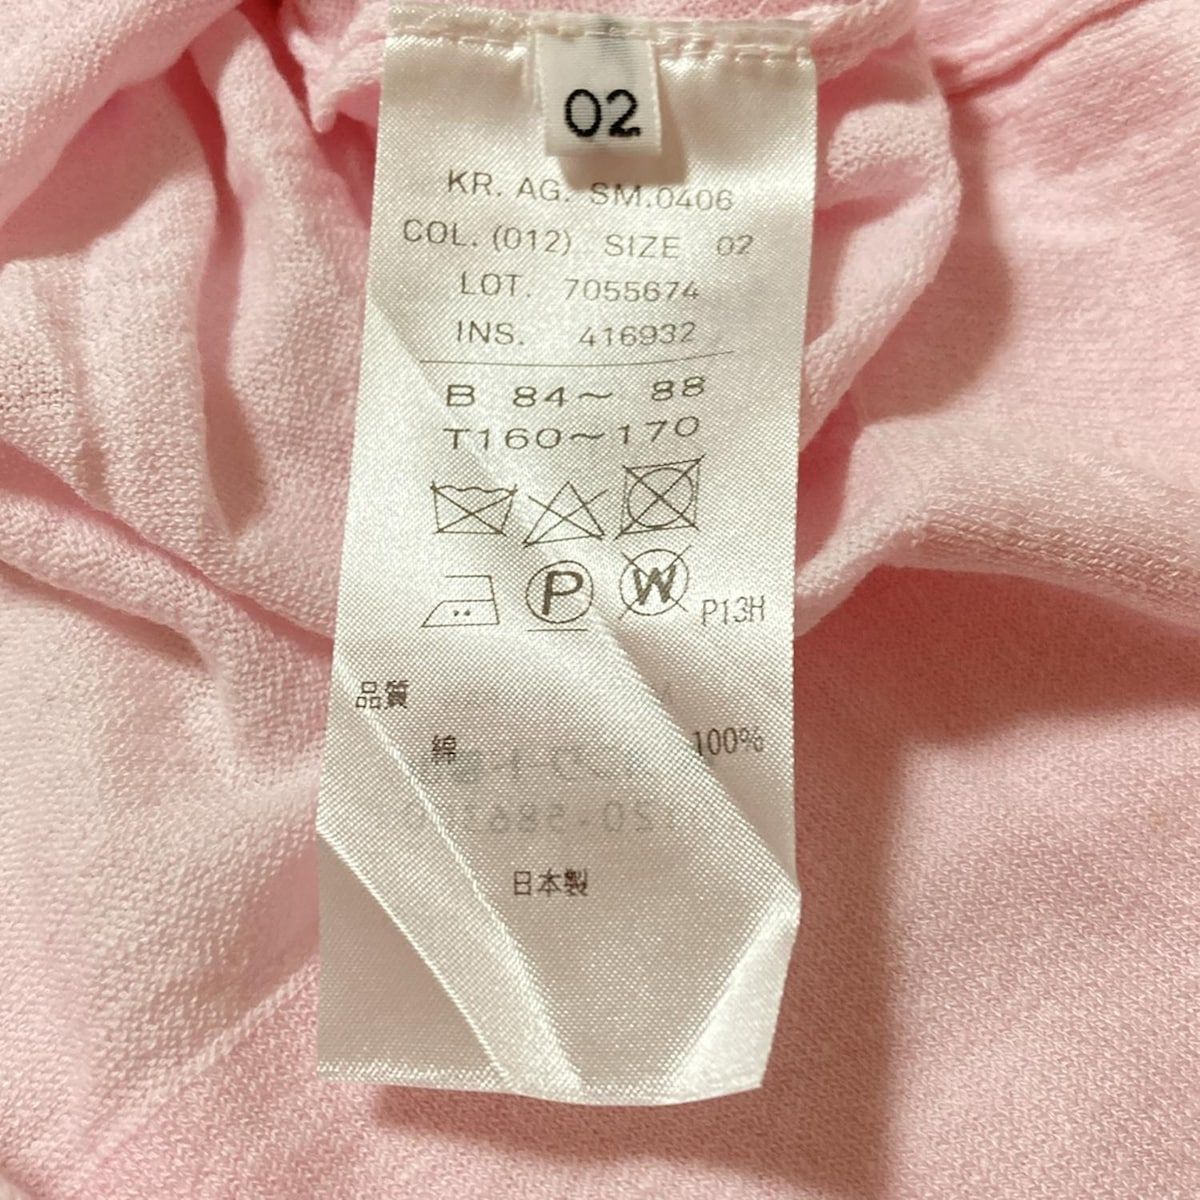 02
KR. AG. SM.0406
COL. (012) SIZE 02
LOT. 7055674
INS. 416932
B 84～ 88
T160～170
P W P13H
品質
綿 100%
日本製